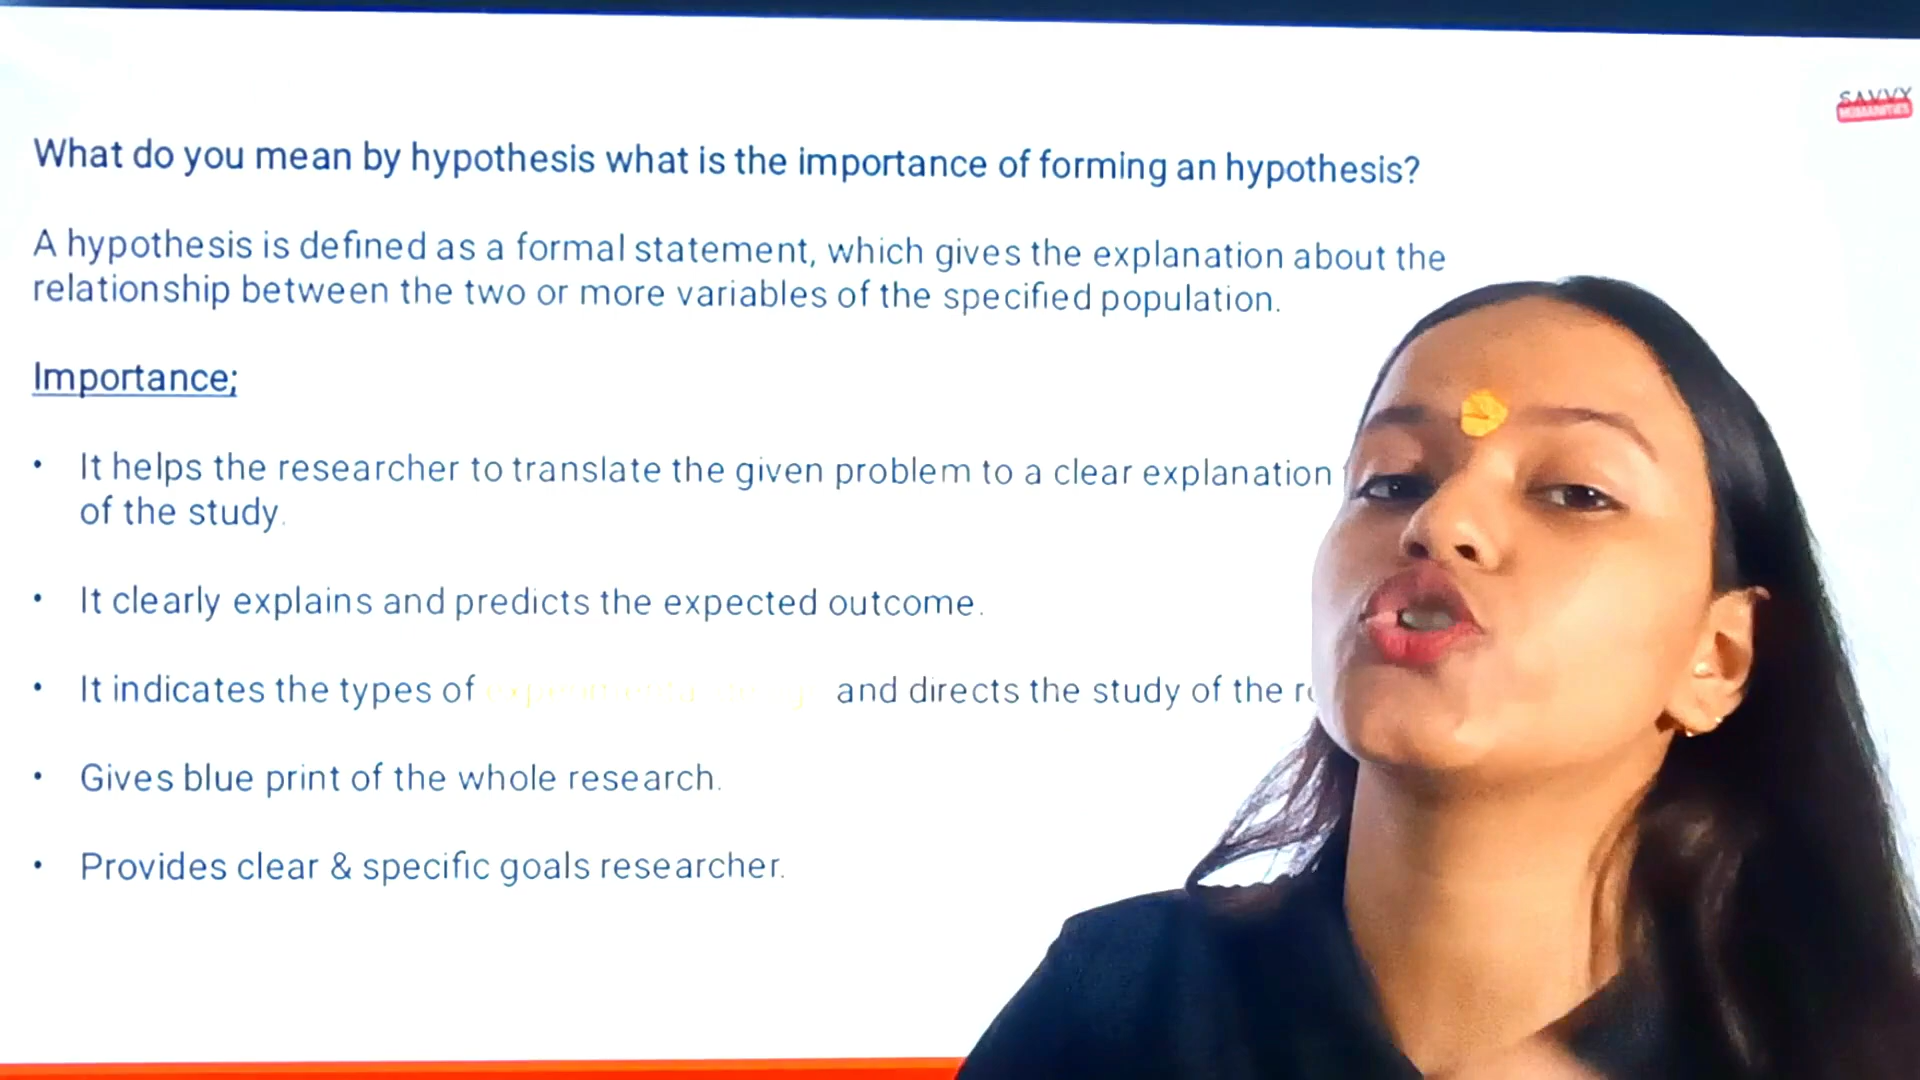 SAVVY
HUMANITIES
What do you mean by hypothesis what is the importance of forming an hypothesis?
A hypothesis is defined as a formal statement, which gives the explanation about the
relationship between the two or more variables of the specified population.
Importance;
• It helps the researcher to translate the given problem to a clear explanation
of the study.
• It clearly explains and predicts the expected outcome.
• It indicates the types of and directs the study of the
• Gives blue print of the whole research.
• Provides clear & specific goals researcher.